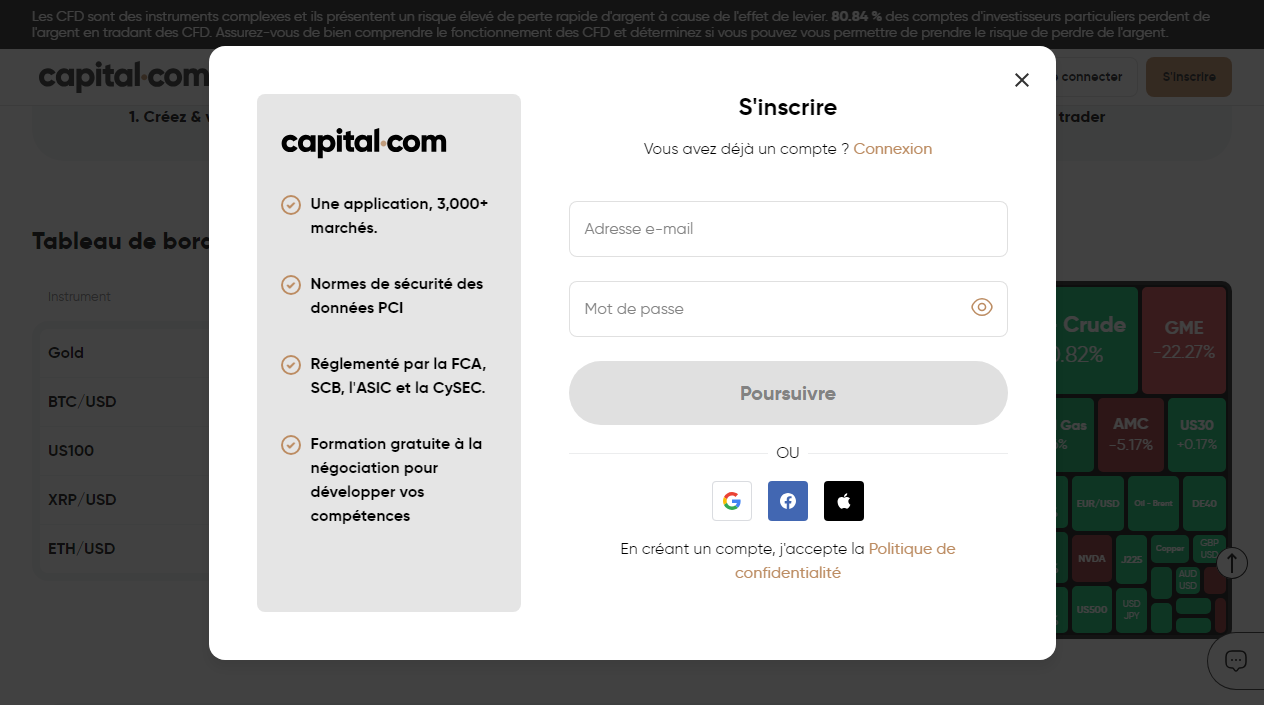 Les CFD sont des instruments complexes et ils présentent un risque élevé de perte rapide d'argent à cause de l'effet de levier. 80.84 % des comptes d'investisseurs particuliers perdent de
l'argent en tradant des CFD. Assurez-vous de bien comprendre le fonctionnement des CFD et déterminez si vous pouvez vous permettre de prendre le risque de perdre de l'argent.
capital.com
connecter
S'inscrire
1. Créez &
trader
Tableau de bord
Instrument
Gold
BTC/USD
US100
XRP/USD
ETH/USD
capital.com
Une application, 3,000+
marchés.
Normes de sécurité des
données PCI
Réglementé par la FCA,
SCB, l'ASIC et la CySEC.
Formation gratuite à la
négociation pour
développer vos
compétences
S'inscrire
Vous avez déjà un compte ? Connexion
Adresse e-mail
Mot de passe
Poursuivre
OU
En créant un compte, j'accepte la Politique de
confidentialité
Crude
0.82%
GME
-22.27%
Gas
AMC
-5.17%
US30
+0.17%
EUR/USD
Oil - Brent
DE40
NVDA
J225
Copper
GBP
USD
AUD
USD
US500
USD
JPY